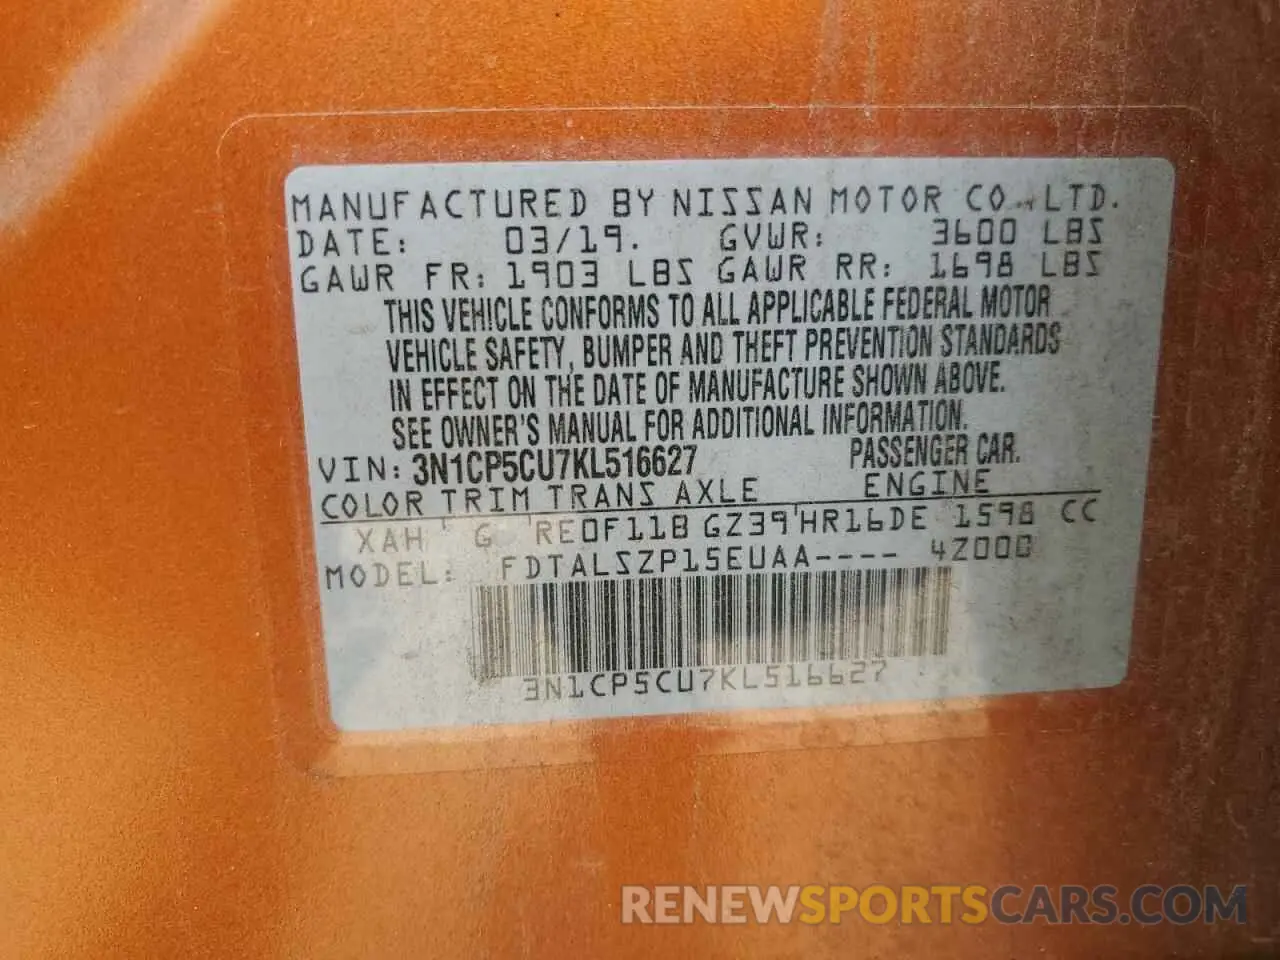 MANUFACTURED BY NISSAN MOTOR CO., LTD.
DATE: 03/19. GVWR: 3600 LBS
GAWR FR: 1903 LBS GAWR RR: 1698 LBS
THIS VEHICLE CONFORMS TO ALL APPLICABLE FEDERAL MOTOR
VEHICLE SAFETY, BUMPER AND THEFT PREVENTION STANDARDS
IN EFFECT ON THE DATE OF MANUFACTURE SHOWN ABOVE.
SEE OWNER'S MANUAL FOR ADDITIONAL INFORMATION.
VIN: 3N1CP5CU7KL516627 PASSENGER CAR.
COLOR TRIM TRANS AXLE ENGINE
XAH G RE0F11B GZ39 HR16DE 1598 CC
MODEL: FDTALSZP15EUAA---- 4Z000
3N1CP5CU7KL516627
RENEWSPORTSCARS.COM